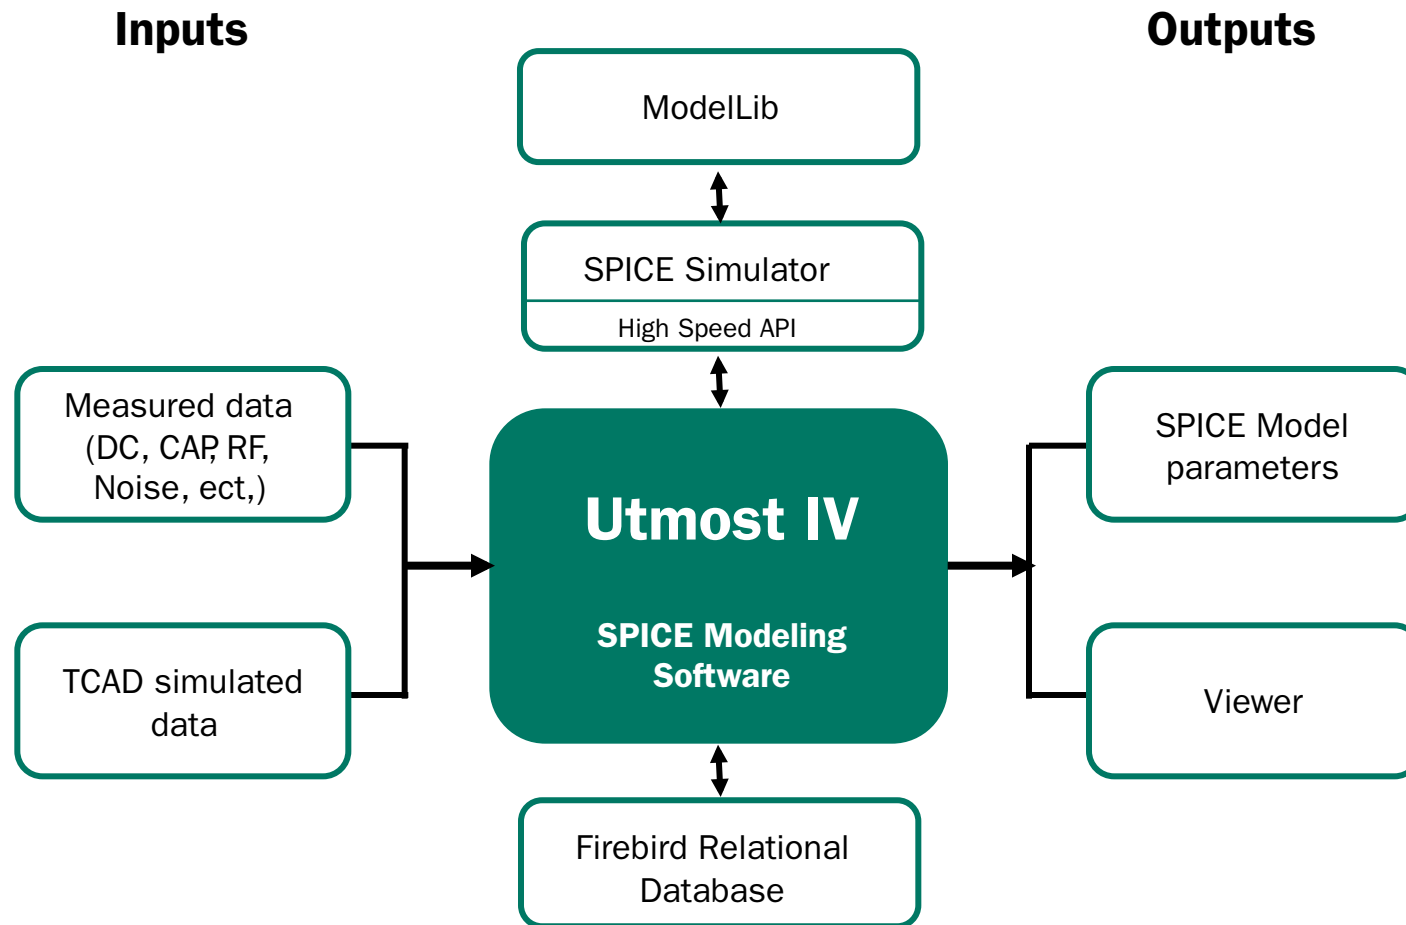 Inputs
Outputs
ModelLib
SPICE Simulator
High Speed API
Measured data
(DC, CAP, RF,
Noise, ect,)
TCAD simulated
data
Utmost IV
SPICE Modeling
Software
SPICE Model
parameters
Viewer
Firebird Relational
Database